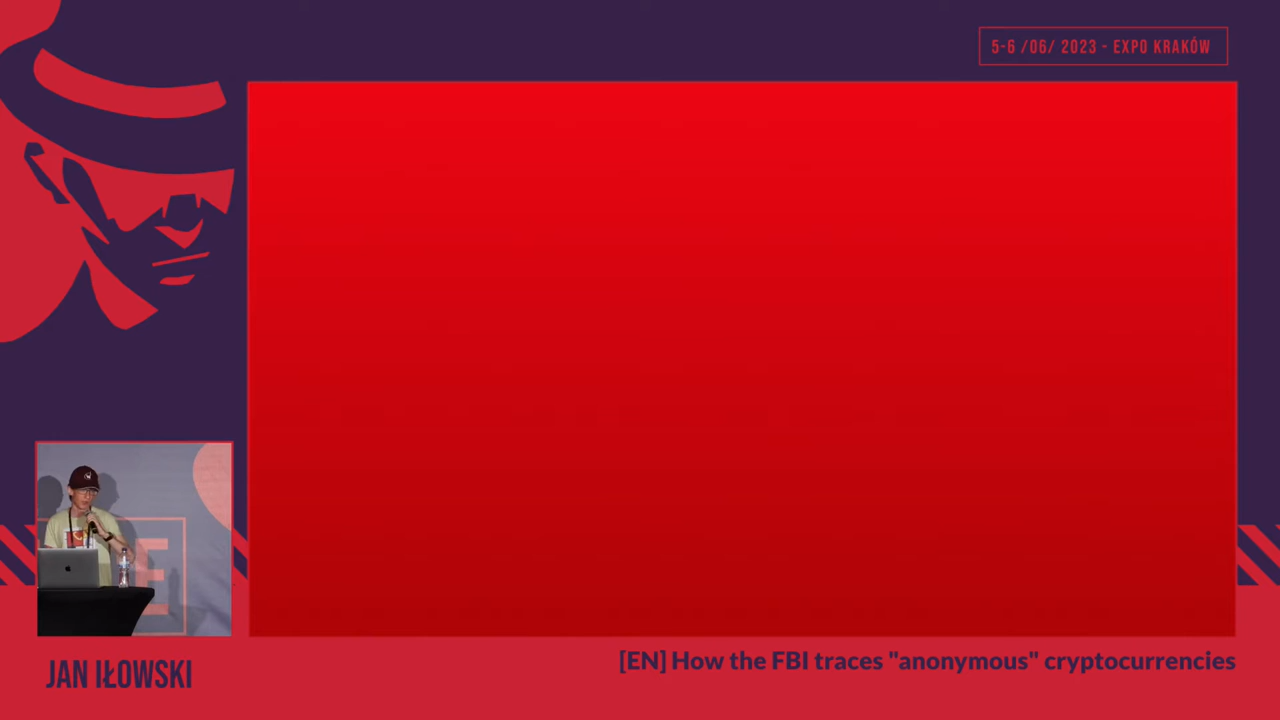 5-6 /06/ 2023 - EXPO KRAKÓW
JAN IŁOWSKI
[EN] How the FBI traces "anonymous" cryptocurrencies